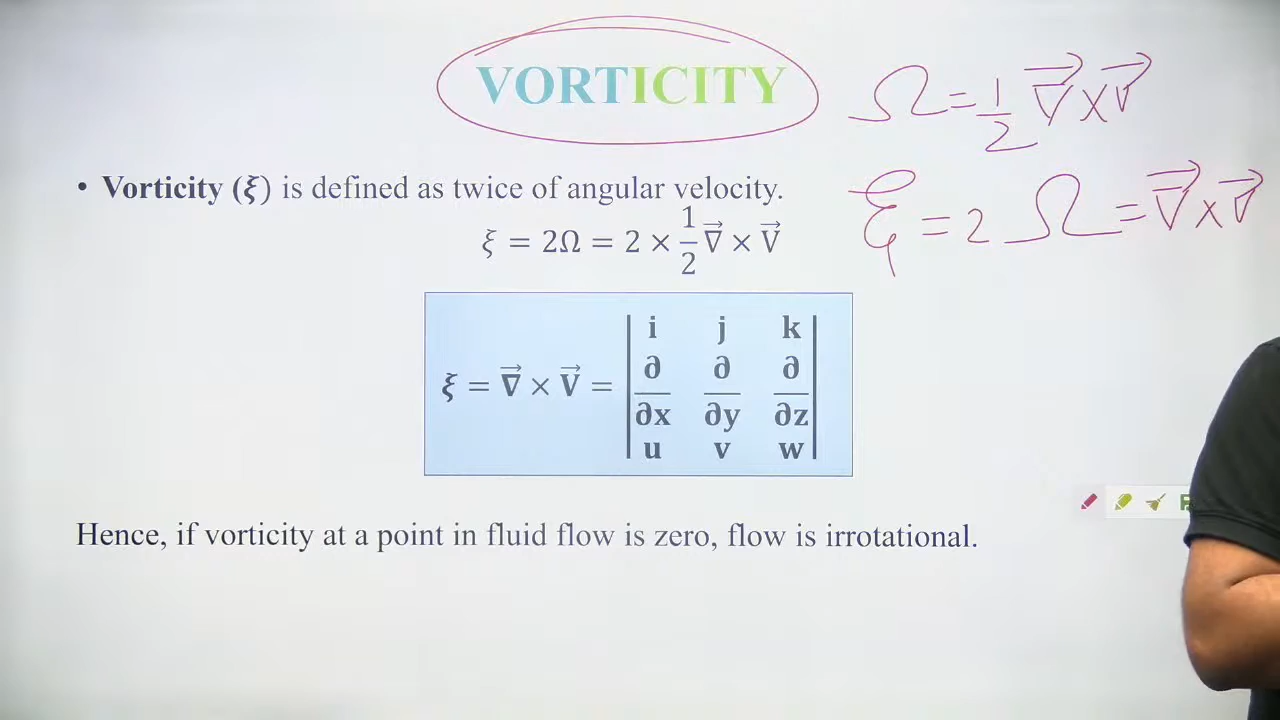 VORTICITY
Ω = 1/2 ∇⃗ × V⃗
• Vorticity (ξ) is defined as twice of angular velocity.
ξ = 2Ω = 2 × 1/2 ∇⃗ × V⃗
ξ = 2 Ω = ∇⃗ × V⃗
ξ = ∇⃗ × V⃗ = | i j k |
| ∂/∂x ∂/∂y ∂/∂z |
| u v w |
Hence, if vorticity at a point in fluid flow is zero, flow is irrotational.